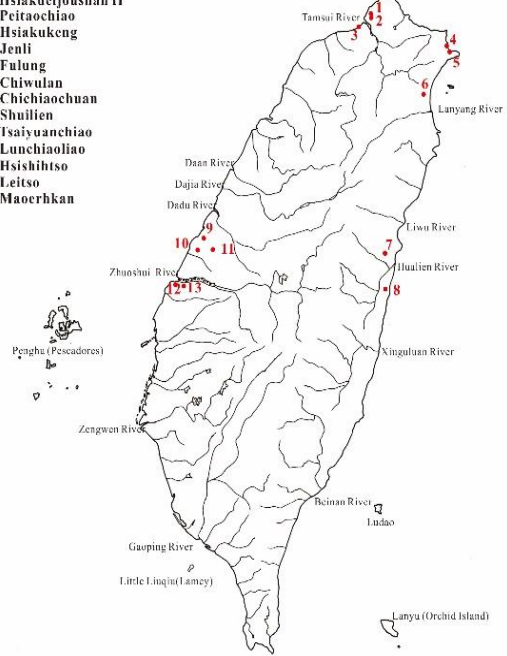 Peitaochiao
Hsiakukeng
Jenli
Fulung
Chiwulan
Chichiaochuan
Shuilien
Tsaiyuanchiao
Lunchiaoliao
Hsishihtso
Leitso
Maoerhkan
1
Tamsui River
2
3
4
5
6
Lanyang River
Daan River
Dajia River
Dadu River
Liwu River
9
10
11
7
Hualien River
Zhuoshui River
12
13
8
Penghu (Pescadores)
Xinguluan River
Zengwen River
Beinan River
Ludao
Gaoping River
Little Liuqiu(Lamey)
Lanyu (Orchid Island)